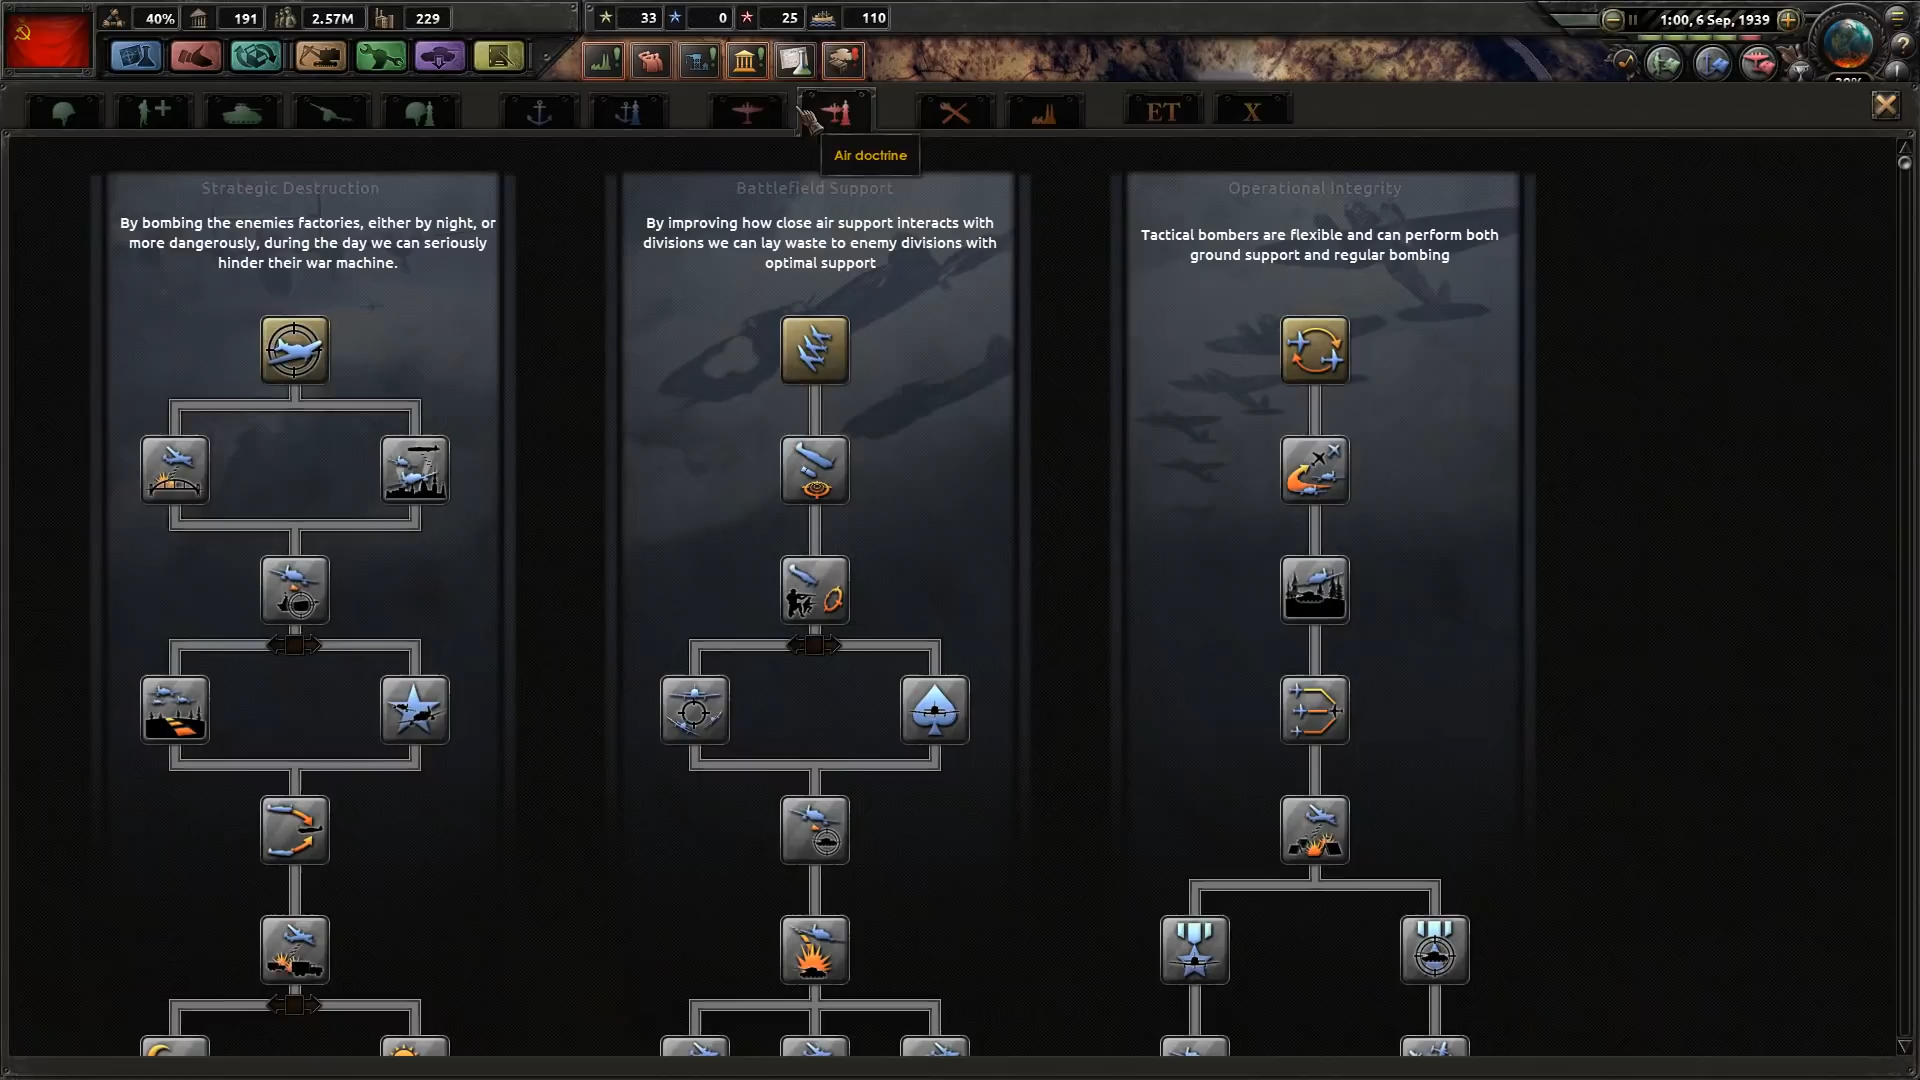 40%
191
2.57M
229
33
0
25
110
1:00, 6 Sep, 1939
ET
X
Air doctrine
Strategic Destruction
By bombing the enemies factories, either by night, or
more dangerously, during the day we can seriously
hinder their war machine.
Battlefield Support
By improving how close air support interacts with
divisions we can lay waste to enemy divisions with
optimal support
Operational Integrity
Tactical bombers are flexible and can perform both
ground support and regular bombing